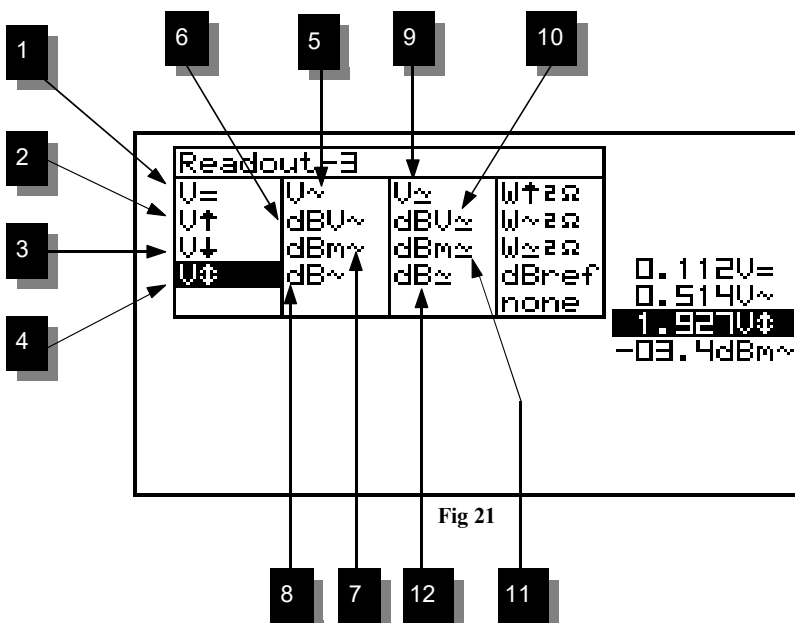 6 5 9 10
1
2
3
4
Readout-3
V= V~ V≃ W↑2Ω
V↑ dBV~ dBV≃ W~2Ω
V↓ dBm~ dBm≃ W≃2Ω
V⇕ dB~ dB≃ dBref
none
0.112V=
0.514V~
1.927V⇕
-03.4dBm~
Fig 21
8 7 12 11